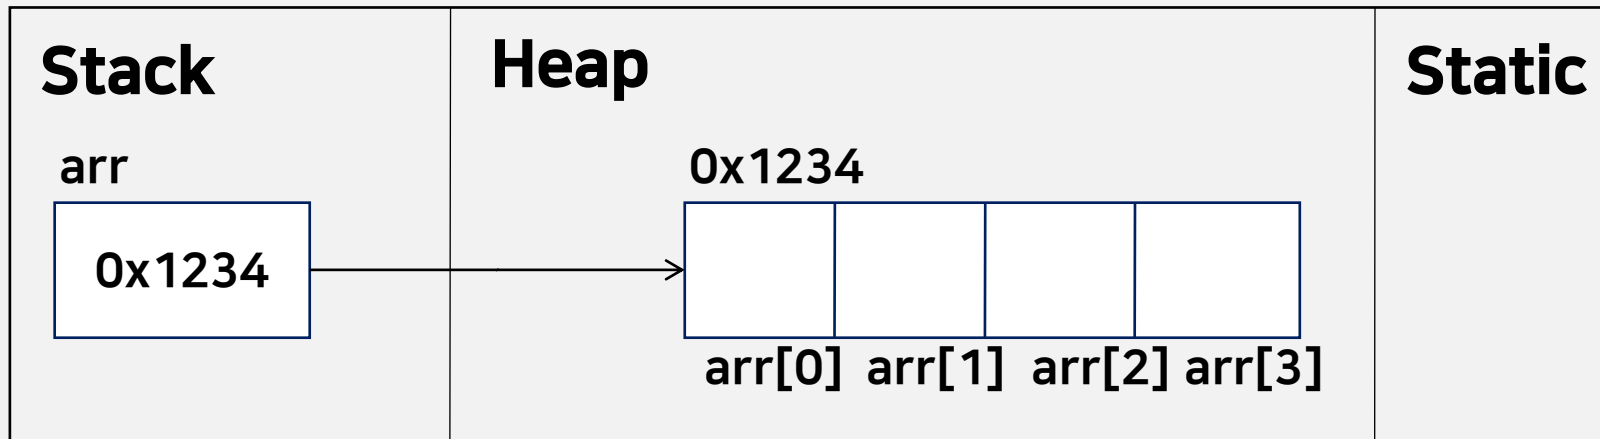 Stack
Heap
Static
arr
0x1234
0x1234
arr[0] arr[1] arr[2] arr[3]